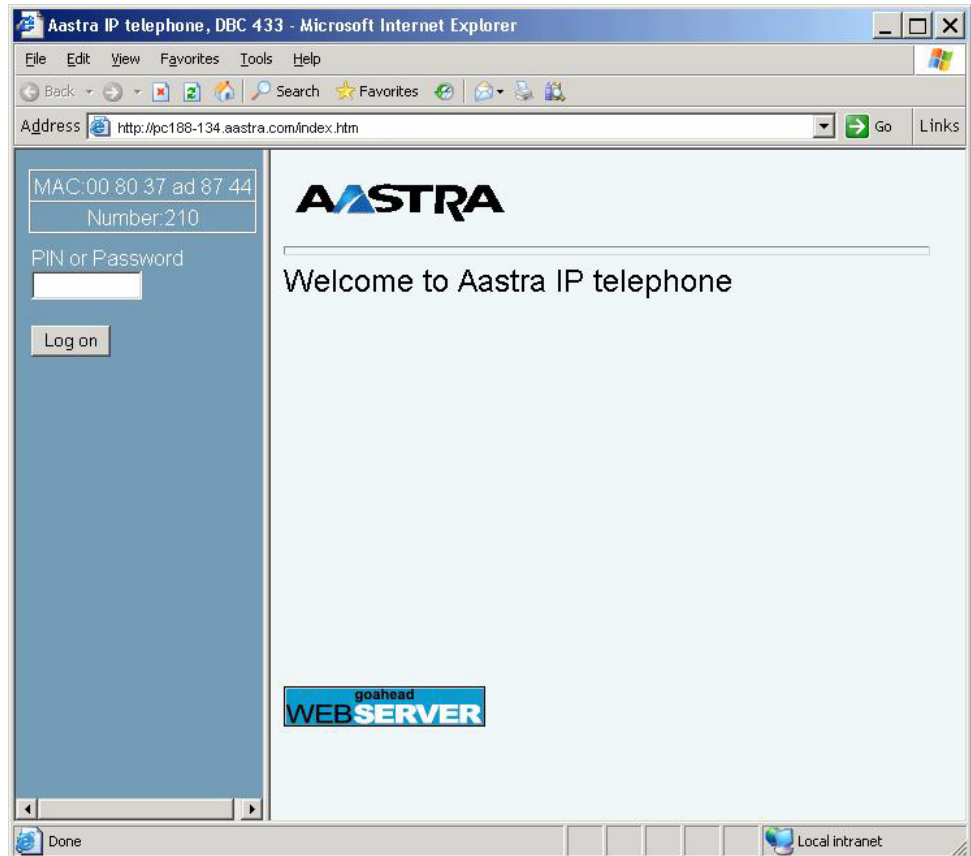 Aastra IP telephone, DBC 433 - Microsoft Internet Explorer
File Edit View Favorites Tools Help
Back Search Favorites
Address http://pc188-134.aastra.com/index.htm Go Links
MAC:00 80 37 ad 87 44
Number:210
PIN or Password
Log on
AASTRA
Welcome to Aastra IP telephone
goahead
WEBSERVER
Done Local intranet